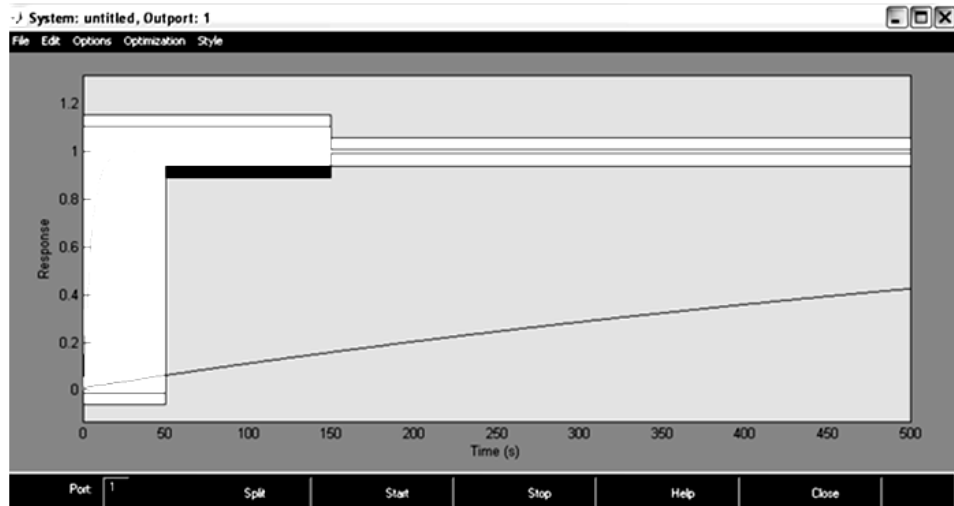 System: untitled, Outport: 1
File Edit Options Optimization Style
1.2
1
0.8
0.6
0.4
0.2
0
Response
0 50 100 150 200 250 300 350 400 450 500
Time (s)
Port: 1 Split Start Stop Help Close